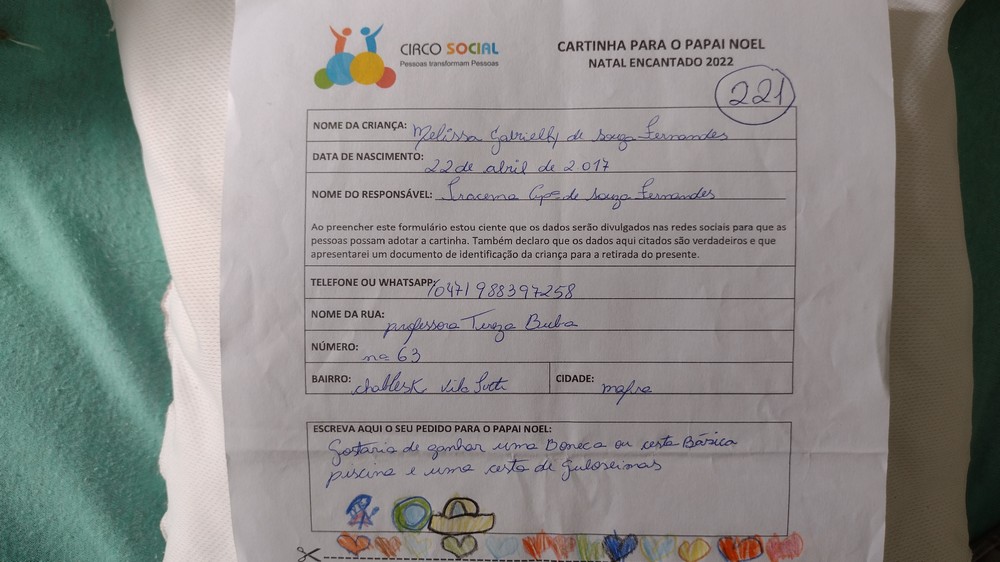 CIRCO SOCIAL
Pessoas transformam Pessoas
CARTINHA PARA O PAPAI NOEL
NATAL ENCANTADO 2022
221
NOME DA CRIANÇA: Melissa Gabrielly de souza Fernandes
DATA DE NASCIMENTO: 22 de abril de 2017
NOME DO RESPONSÁVEL: Iracema Apª de souza Fernandes
Ao preencher este formulário estou ciente que os dados serão divulgados nas redes sociais para que as
pessoas possam adotar a cartinha. Também declaro que os dados aqui citados são verdadeiros e que
apresentarei um documento de identificação da criança para a retirada do presente.
TELEFONE OU WHATSAPP: (047) 988397258
NOME DA RUA: professora Tereza
NÚMERO: nº 63
BAIRRO: Vila CIDADE: mafra
ESCREVA AQUI O SEU PEDIDO PARA O PAPAI NOEL:
Gostaria de ganhar uma Boneca ou cesta Básica
piscina e uma cesta de guloseimas